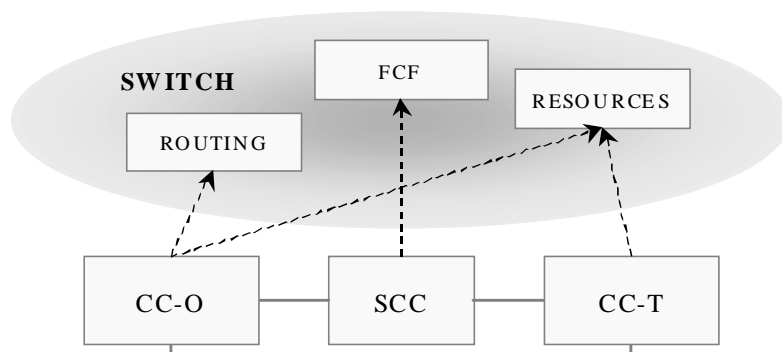 FCF
SWITCH
RESOURCES
ROUTING
CC-O
SCC
CC-T